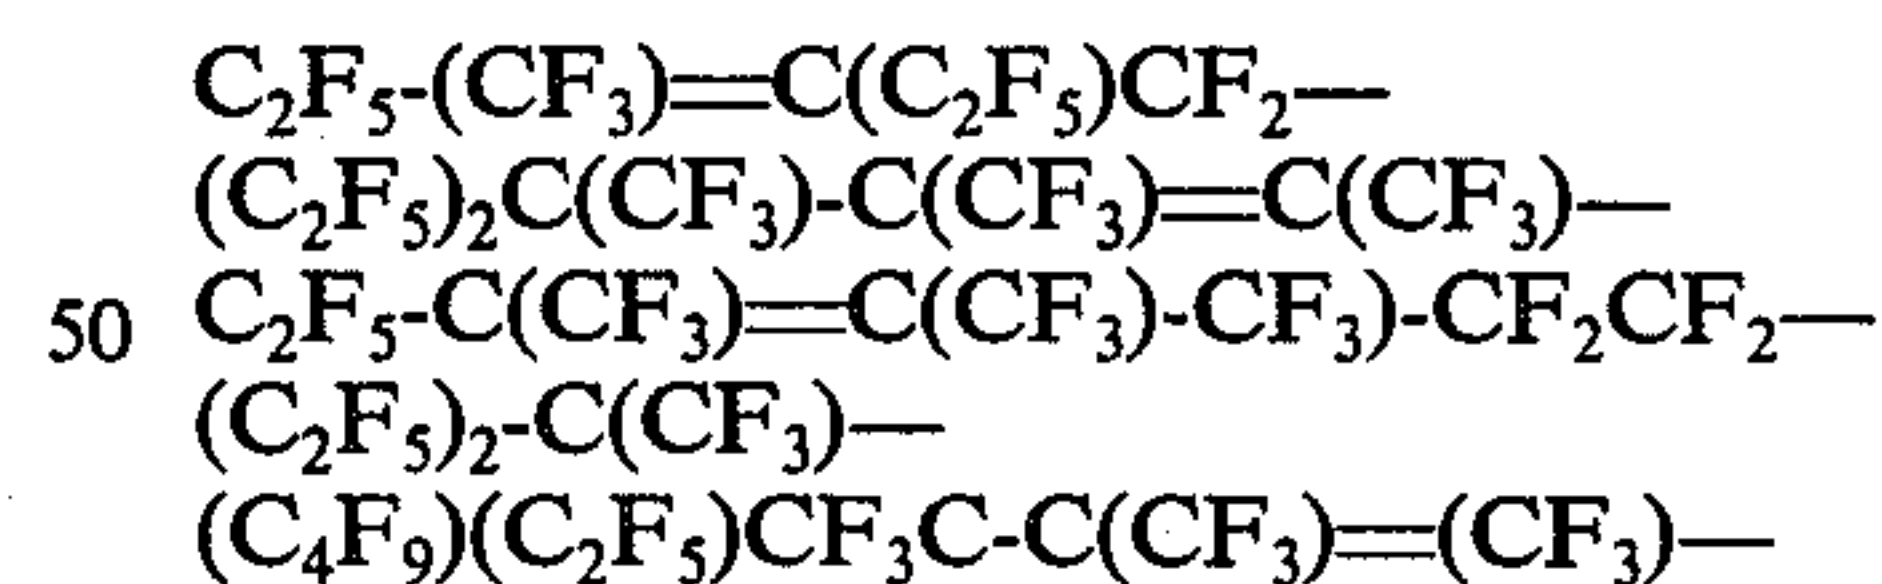 C₂F₅-(CF₃)=C(C₂F₅)CF₂—
(C₂F₅)₂C(CF₃)-C(CF₃)=C(CF₃)—
50 C₂F₅-C(CF₃)=C(CF₃)-CF₃)-CF₂CF₂—
(C₂F₅)₂-C(CF₃)—
(C₄F₉)(C₂F₅)CF₃C-C(CF₃)=(CF₃)—